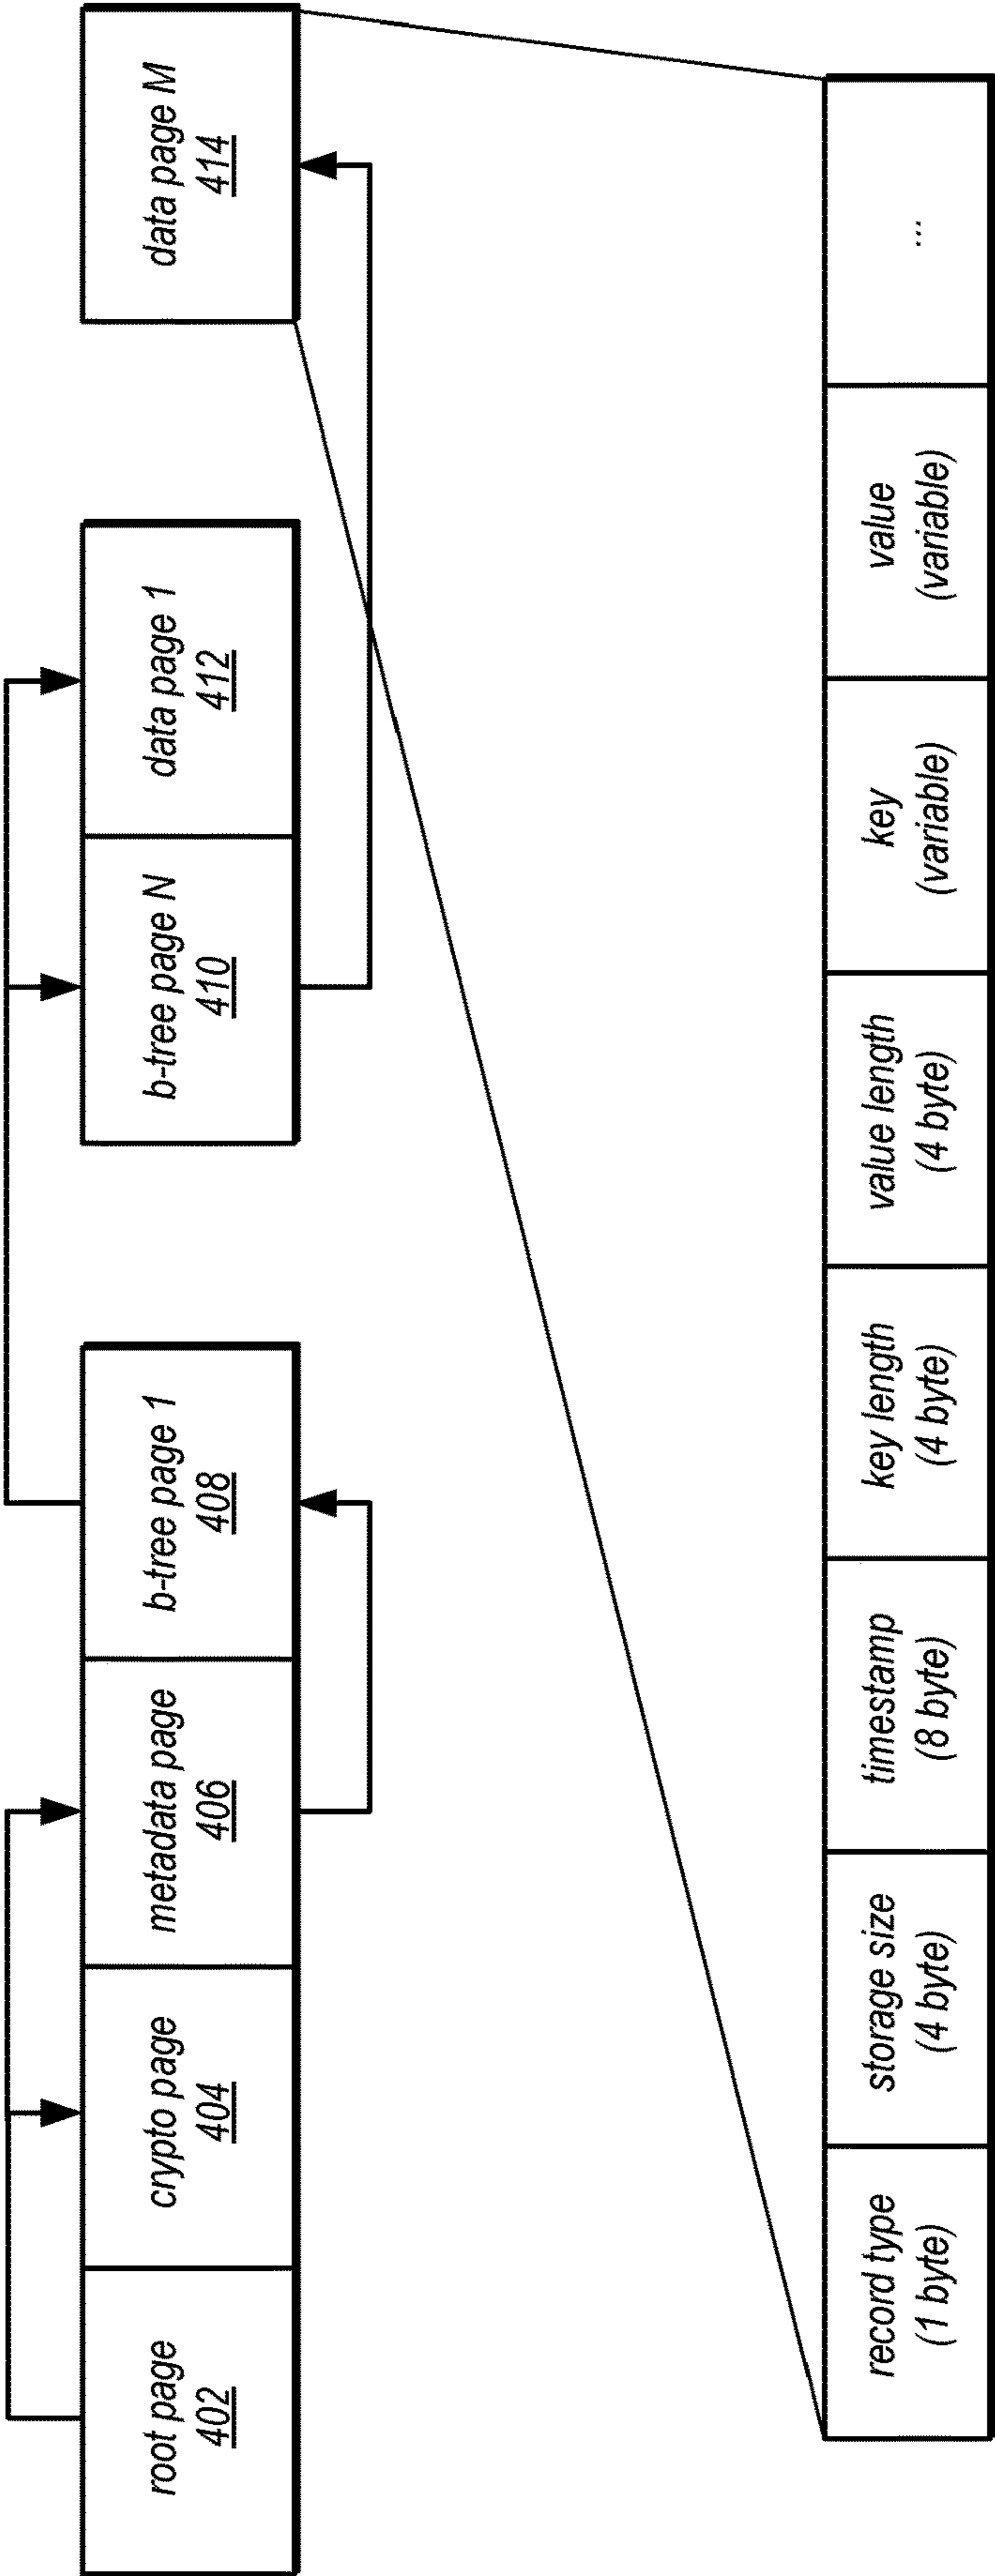 root page
402
crypto page
404
metadata page
406
b-tree page 1
408
b-tree page N
410
data page 1
412
data page M
414
record type
(1 byte)
storage size
(4 byte)
timestamp
(8 byte)
key length
(4 byte)
value length
(4 byte)
key
(variable)
value
(variable)
...